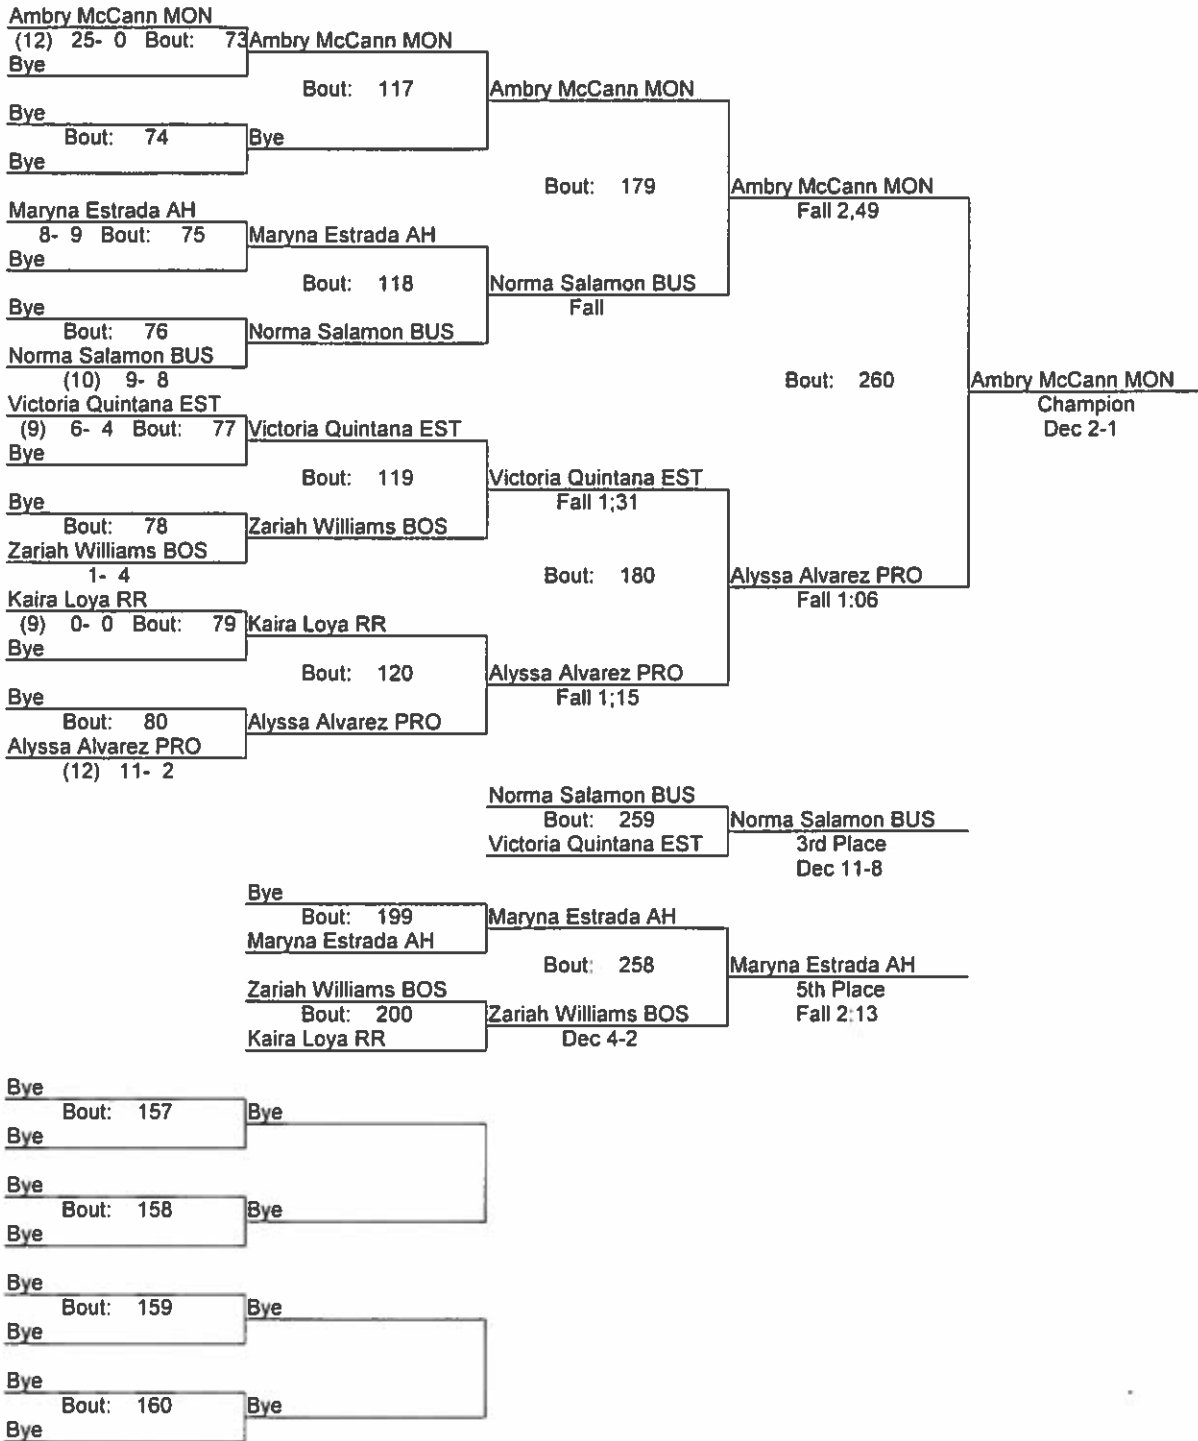 Ambry McCann MON
(12) 25- 0 Bout: 73 Ambry McCann MON
Bye
Bout: 117 Ambry McCann MON
Bye
Bout: 74 Bye
Bye
Bout: 179 Ambry McCann MON
Fall 2,49
Maryna Estrada AH
8- 9 Bout: 75 Maryna Estrada AH
Bye
Bout: 118 Norma Salamon BUS
Fall
Bye
Bout: 76 Norma Salamon BUS
Norma Salamon BUS
(10) 9- 8
Bout: 260 Ambry McCann MON
Champion
Dec 2-1
Victoria Quintana EST
(9) 6- 4 Bout: 77 Victoria Quintana EST
Bye
Bout: 119 Victoria Quintana EST
Fall 1;31
Bye
Bout: 78 Zariah Williams BOS
Zariah Williams BOS
1- 4
Bout: 180 Alyssa Alvarez PRO
Fall 1:06
Kaira Loya RR
(9) 0- 0 Bout: 79 Kaira Loya RR
Bye
Bout: 120 Alyssa Alvarez PRO
Fall 1;15
Bye
Bout: 80 Alyssa Alvarez PRO
Alyssa Alvarez PRO
(12) 11- 2
Norma Salamon BUS
Bout: 259 Norma Salamon BUS
Victoria Quintana EST 3rd Place
Dec 11-8
Bye
Bout: 199 Maryna Estrada AH
Maryna Estrada AH
Bout: 258 Maryna Estrada AH
5th Place
Fall 2:13
Zariah Williams BOS
Bout: 200 Zariah Williams BOS
Kaira Loya RR Dec 4-2
Bye
Bout: 157 Bye
Bye
Bye
Bout: 158 Bye
Bye
Bye
Bout: 159 Bye
Bye
Bye
Bout: 160 Bye
Bye